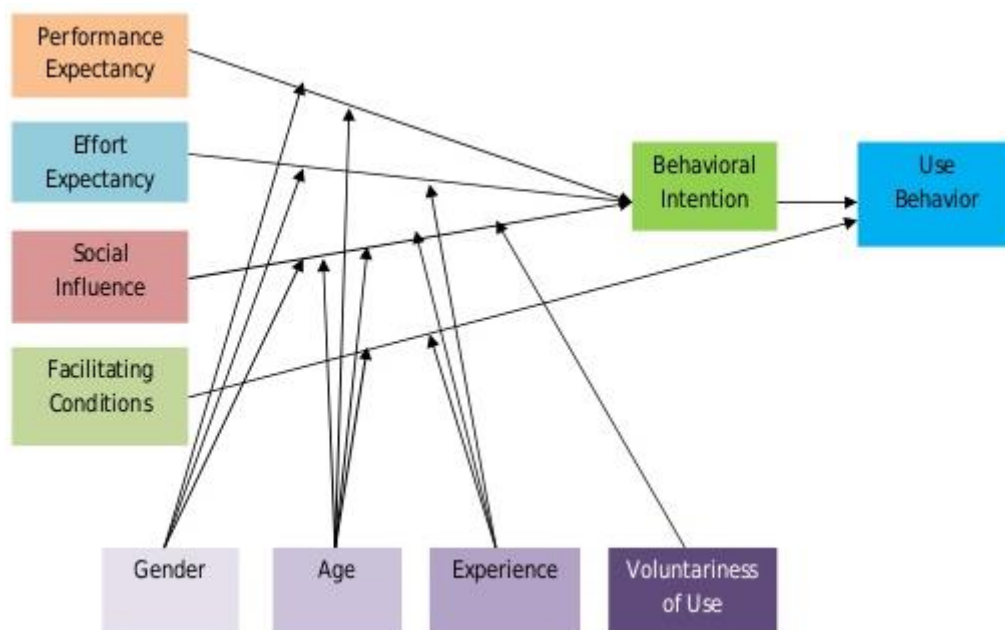 Performance
Expectancy
Effort
Expectancy
Social
Influence
Facilitating
Conditions
Behavioral
Intention
Use
Behavior
Gender
Age
Experience
Voluntariness
of Use